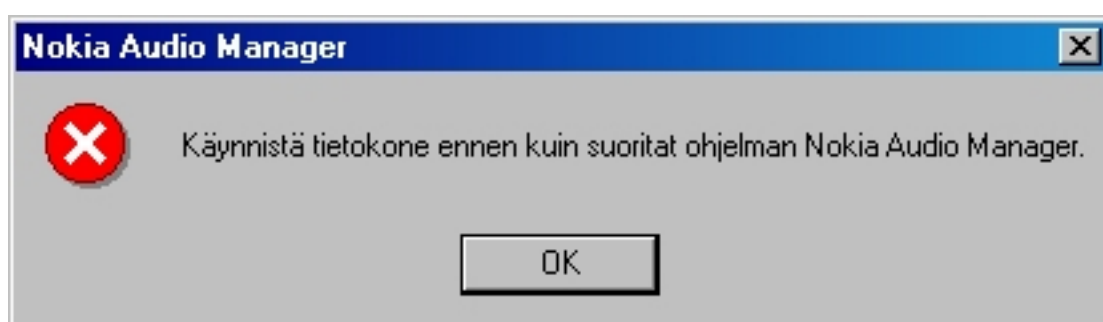 Nokia Audio Manager
Käynnistä tietokone ennen kuin suoritat ohjelman Nokia Audio Manager.
OK